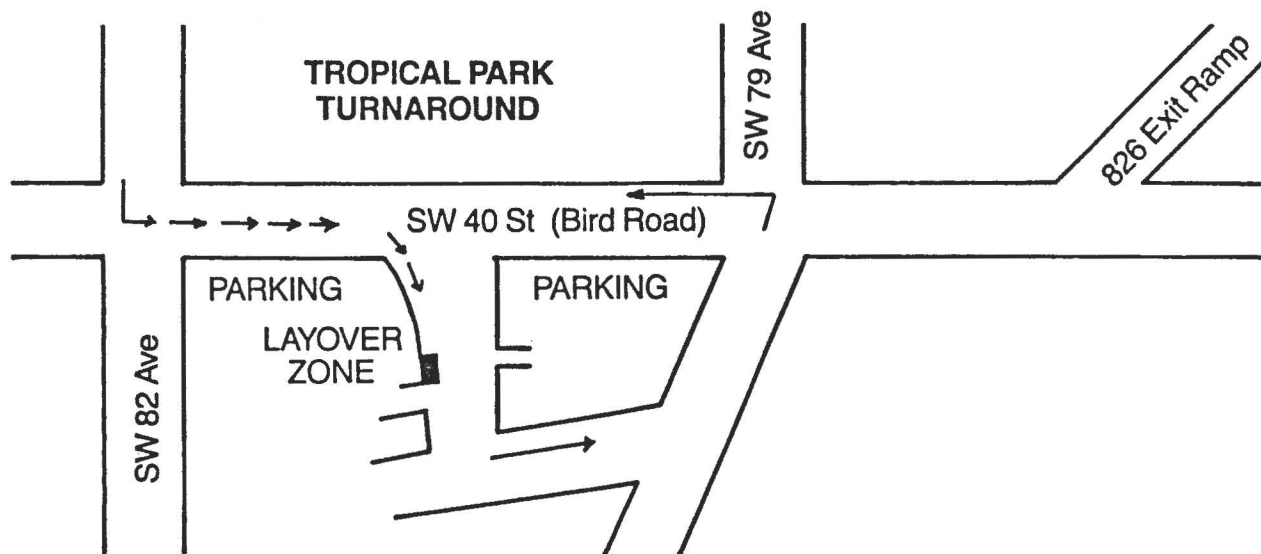 TROPICAL PARK
TURNAROUND
SW 79 Ave
826 Exit Ramp
SW 40 St (Bird Road)
PARKING
PARKING
LAYOVER
ZONE
SW 82 Ave